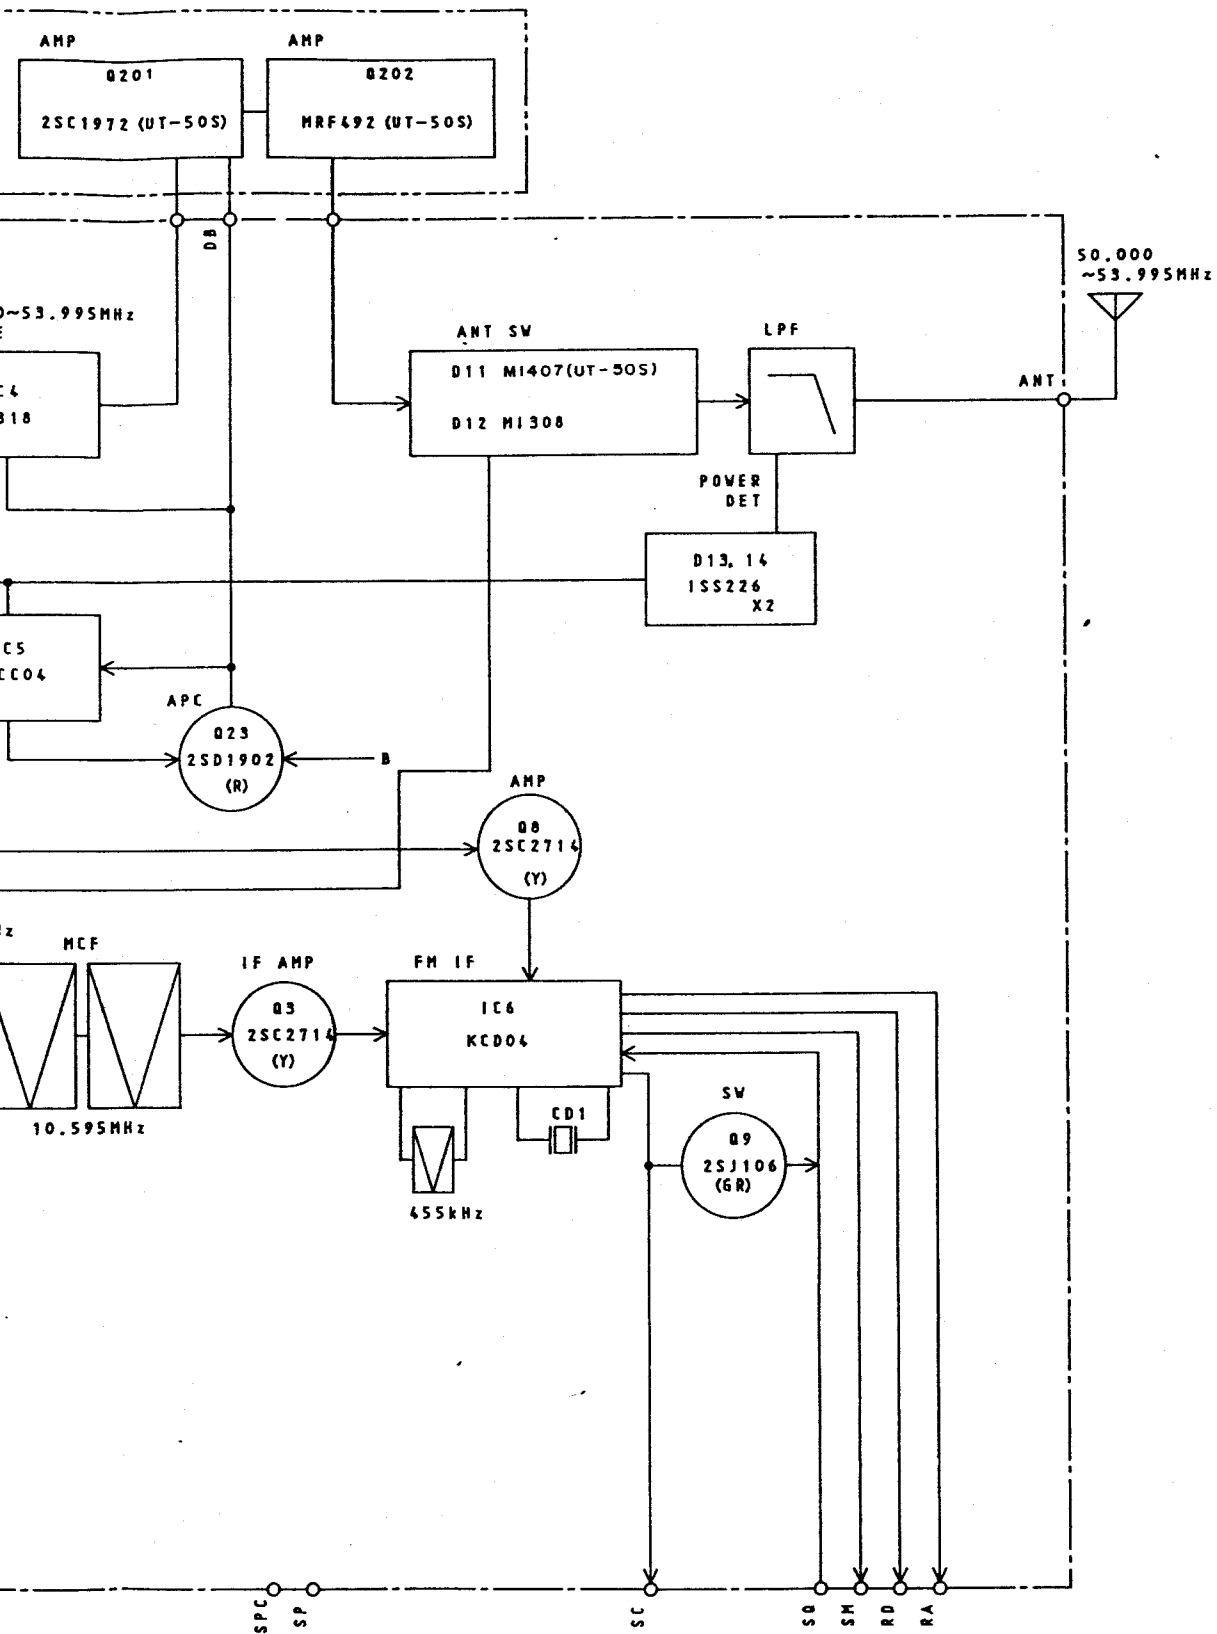 AMP
AMP
Q201
2SC1972 (UT-50S)
Q202
MRF492 (UT-50S)
DB
50.000
~53.995MHz
~53.995MHz
E
C4
318
ANT SW
D11 MI407(UT-50S)
D12 MI308
LPF
ANT
POWER
DET
D13, 14
1SS226
X2
C5
CC04
APC
Q23
2SD1902
(R)
B
AMP
Q8
2SC2714
(Y)
Hz
MCF
10.595MHz
IF AMP
Q3
2SC2714
(Y)
FM IF
IC6
KCD04
CD1
455kHz
SW
Q9
2SJ106
(GR)
SPC
SP
SC
SQ
SM
RD
RA